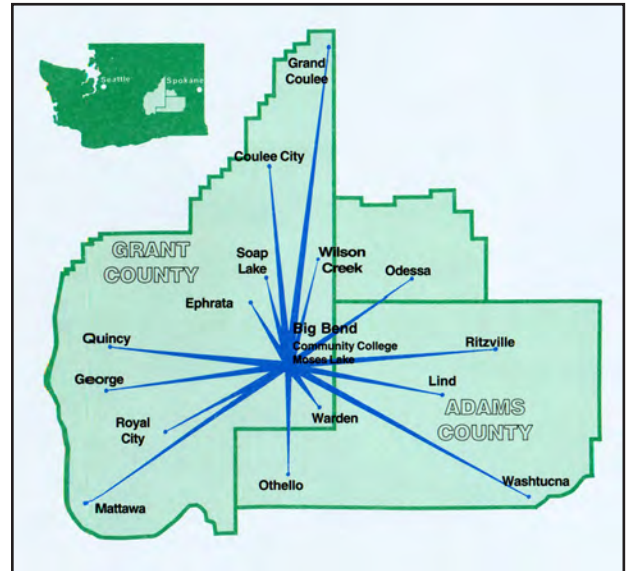 Seattle
Spokane
Grand
Coulee
Coulee City
GRANT
COUNTY
Soap
Lake
Wilson
Creek
Odessa
Ephrata
Big Bend
Community College
Moses Lake
Quincy
Ritzville
George
Lind
ADAMS
COUNTY
Royal
City
Warden
Othello
Washtucna
Mattawa